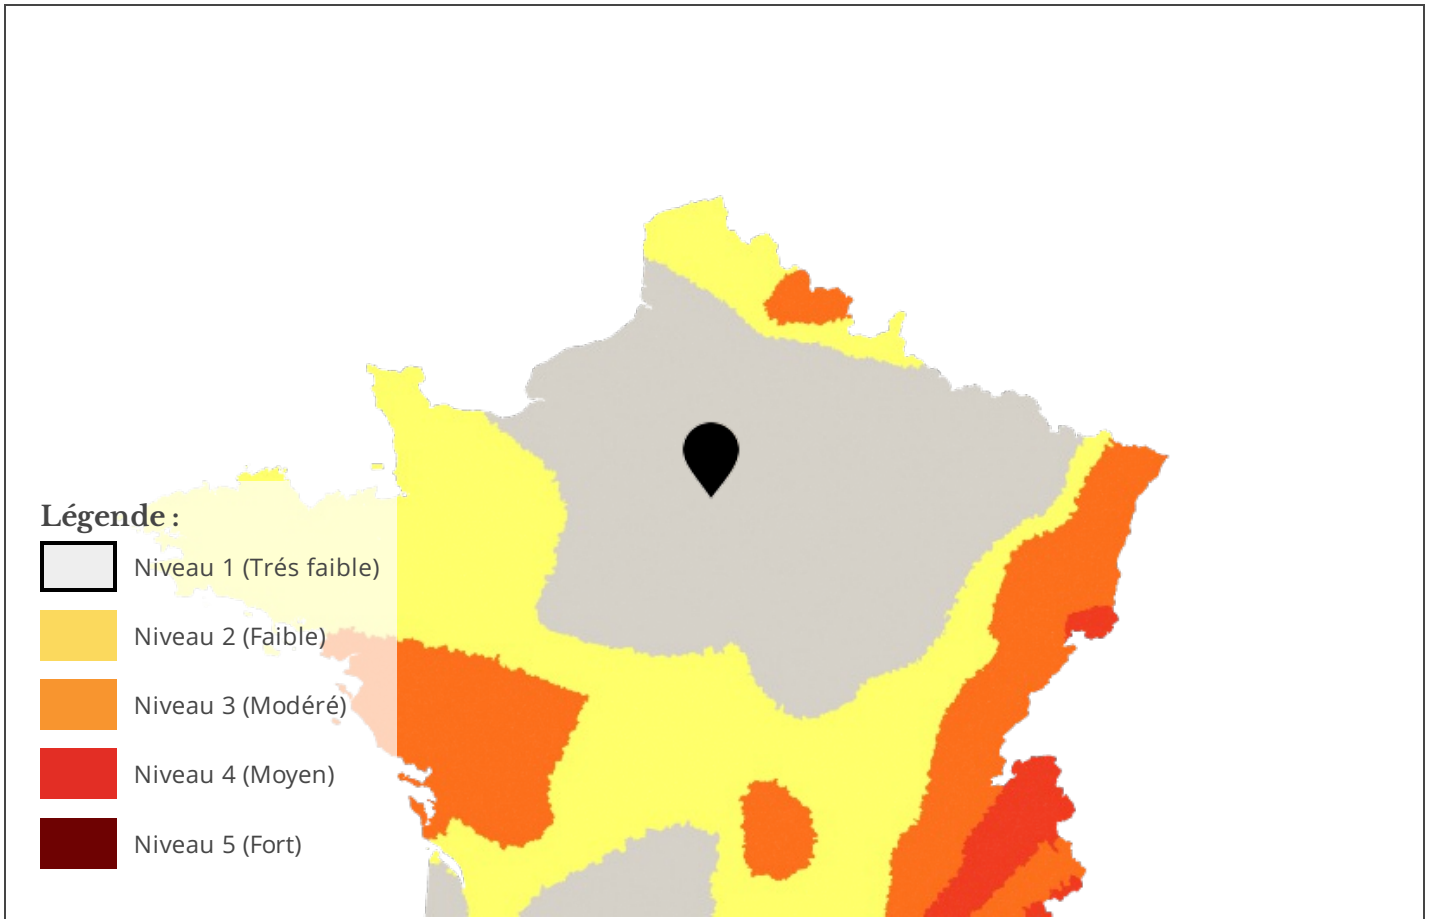 Légende :
Niveau 1 (Trés faible)
Niveau 2 (Faible)
Niveau 3 (Modéré)
Niveau 4 (Moyen)
Niveau 5 (Fort)